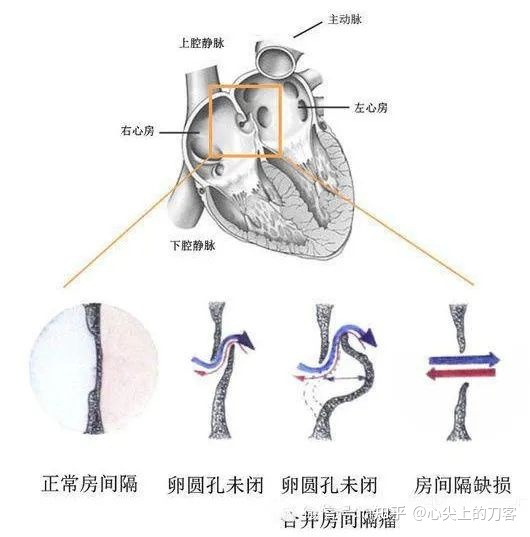 主动脉
上腔静脉
左心房
右心房
下腔静脉
正常房间隔
卵圆孔未闭
卵圆孔未闭
合并房间隔瘤
房间隔缺损
知乎 @心尖上的刀客